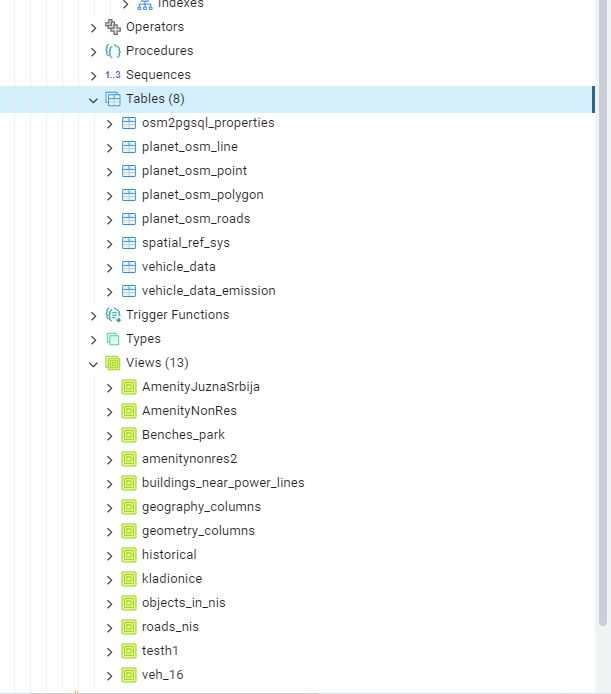 Indexes
Operators
Procedures
1..3 Sequences
Tables (8)
osm2pgsql_properties
planet_osm_line
planet_osm_point
planet_osm_polygon
planet_osm_roads
spatial_ref_sys
vehicle_data
vehicle_data_emission
Trigger Functions
Types
Views (13)
AmenityJuznaSrbija
AmenityNonRes
Benches_park
amenitynonres2
buildings_near_power_lines
geography_columns
geometry_columns
historical
kladionice
objects_in_nis
roads_nis
testh1
veh_16